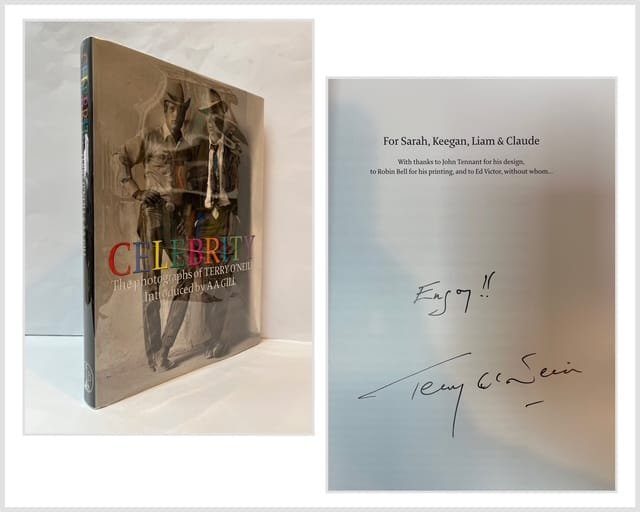 CELEBRITY
The photographs of TERRY O'NEILL
Introduced by A A GILL
For Sarah, Keegan, Liam & Claude
With thanks to John Tennant for his design,
to Robin Bell for his printing, and to Ed Victor, without whom...
Enjoy!!
Terry O'Neill